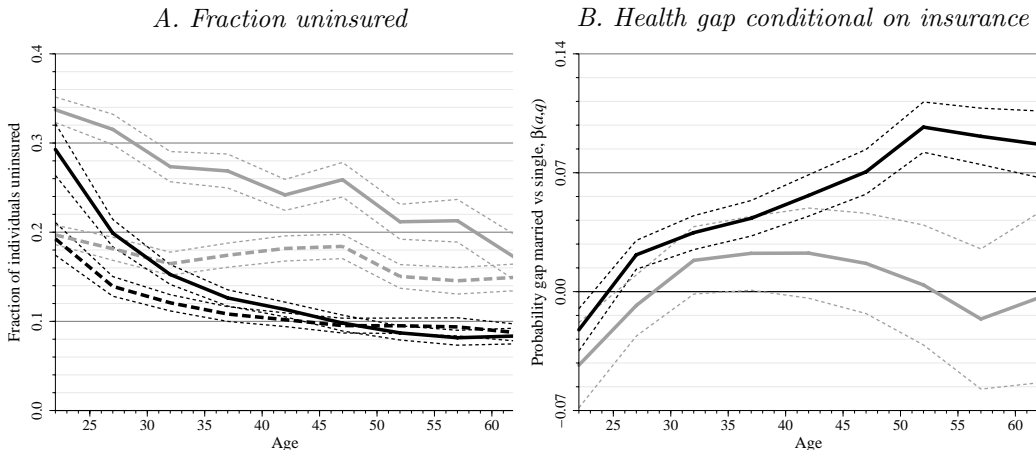 A. Fraction uninsured
Fraction of individuals uninsured
0.4
0.3
0.2
0.1
0.0
25 30 35 40 45 50 55 60
Age
B. Health gap conditional on insurance
Probability gap married vs single, β(a,q)
0.14
0.07
0.00
−0.07
25 30 35 40 45 50 55 60
Age